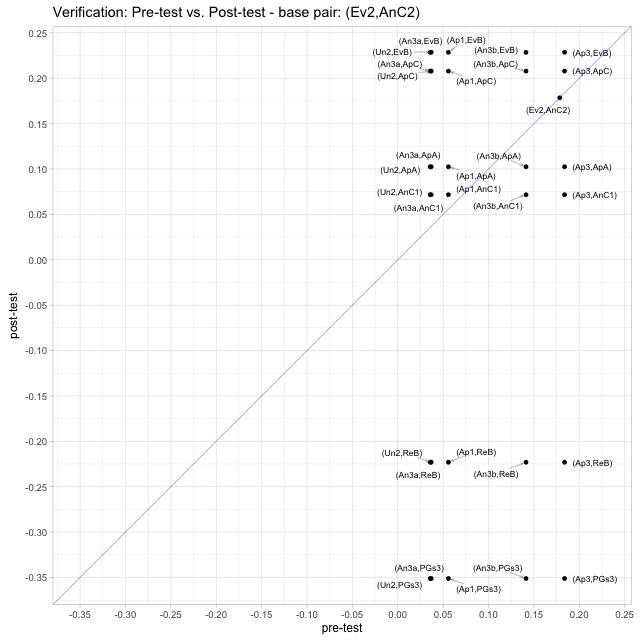 Verification: Pre-test vs. Post-test - base pair: (Ev2,AnC2)
0.25
(An3a,EvB) (Ap1,EvB)
(Un2,EvB) (An3b,EvB) (Ap3,EvB)
(An3a,ApC) (An3b,ApC) (Ap3,ApC)
0.20
(Un2,ApC) (Ap1,ApC)
(Ev2,AnC2)
0.15
(An3a,ApA) (An3b,ApA)
0.10
(Un2,ApA) (Ap1,ApA) (Ap3,ApA)
(Un2,AnC1) (Ap1,AnC1) (Ap3,AnC1)
(An3a,AnC1) (An3b,AnC1)
0.05
0.00
post-test
-0.05
-0.10
-0.15
-0.20
(Un2,ReB) (Ap1,ReB)
(Ap3,ReB)
(An3a,ReB) (An3b,ReB)
-0.25
-0.30
(An3a,PGs3) (An3b,PGs3)
-0.35
(Un2,PGs3) (Ap1,PGs3) (Ap3,PGs3)
-0.35 -0.30 -0.25 -0.20 -0.15 -0.10 -0.05 0.00 0.05 0.10 0.15 0.20 0.25
pre-test